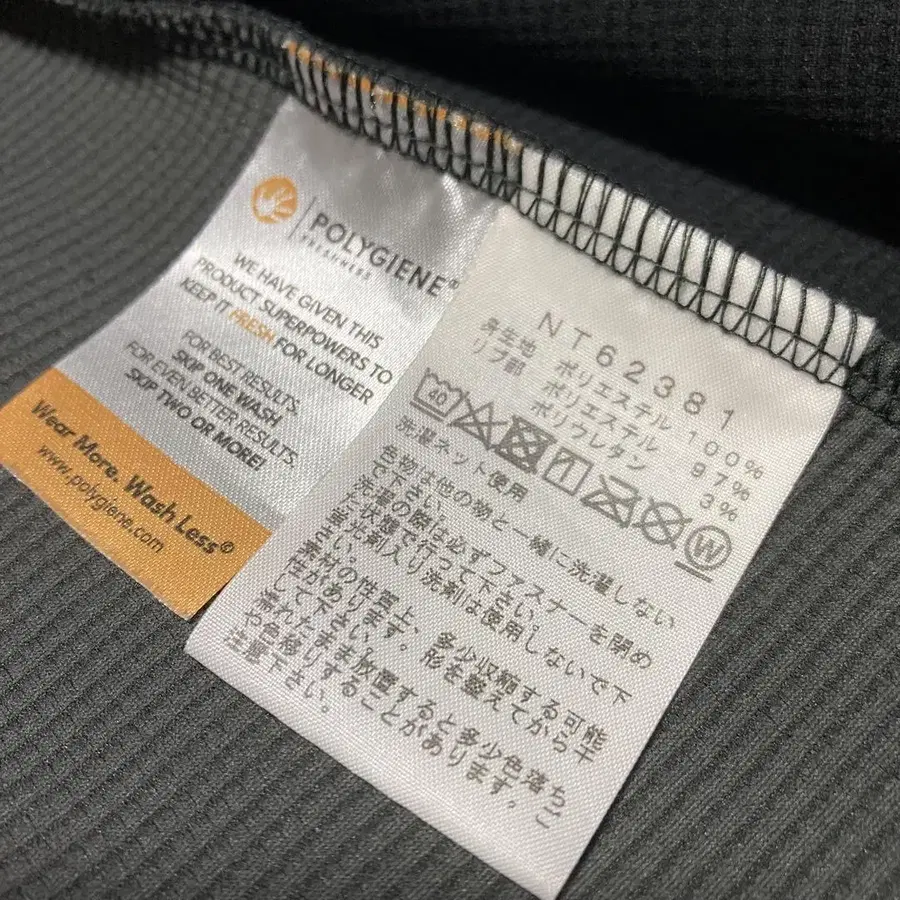 POLYGIENE®
FRESHNESS
WE HAVE GIVEN THIS
PRODUCT SUPERPOWERS TO
KEEP IT FRESH FOR LONGER
FOR BEST RESULTS,
SKIP ONE WASH
FOR EVEN BETTER RESULTS,
SKIP TWO OR MORE!
Wear More. Wash Less®
www.polygiene.com
NT62381
身生地 ポリエステル 100%
リブ部 ポリエステル 97%
ポリウレタン 3%
40
W
洗濯ネット使用
色物は他の物と一緒に洗濯しない
で下さい。
洗濯の際は必ずファスナーを閉め
た状態で行って下さい。
蛍光剤入り洗剤は使用しないで下
さい。
素材の性質上、多少収縮する可能
性があります。形を整えてから干
して下さい。
濡れたまま放置すると多少色落ち
や色移りすることがあります。ご
注意下さい。